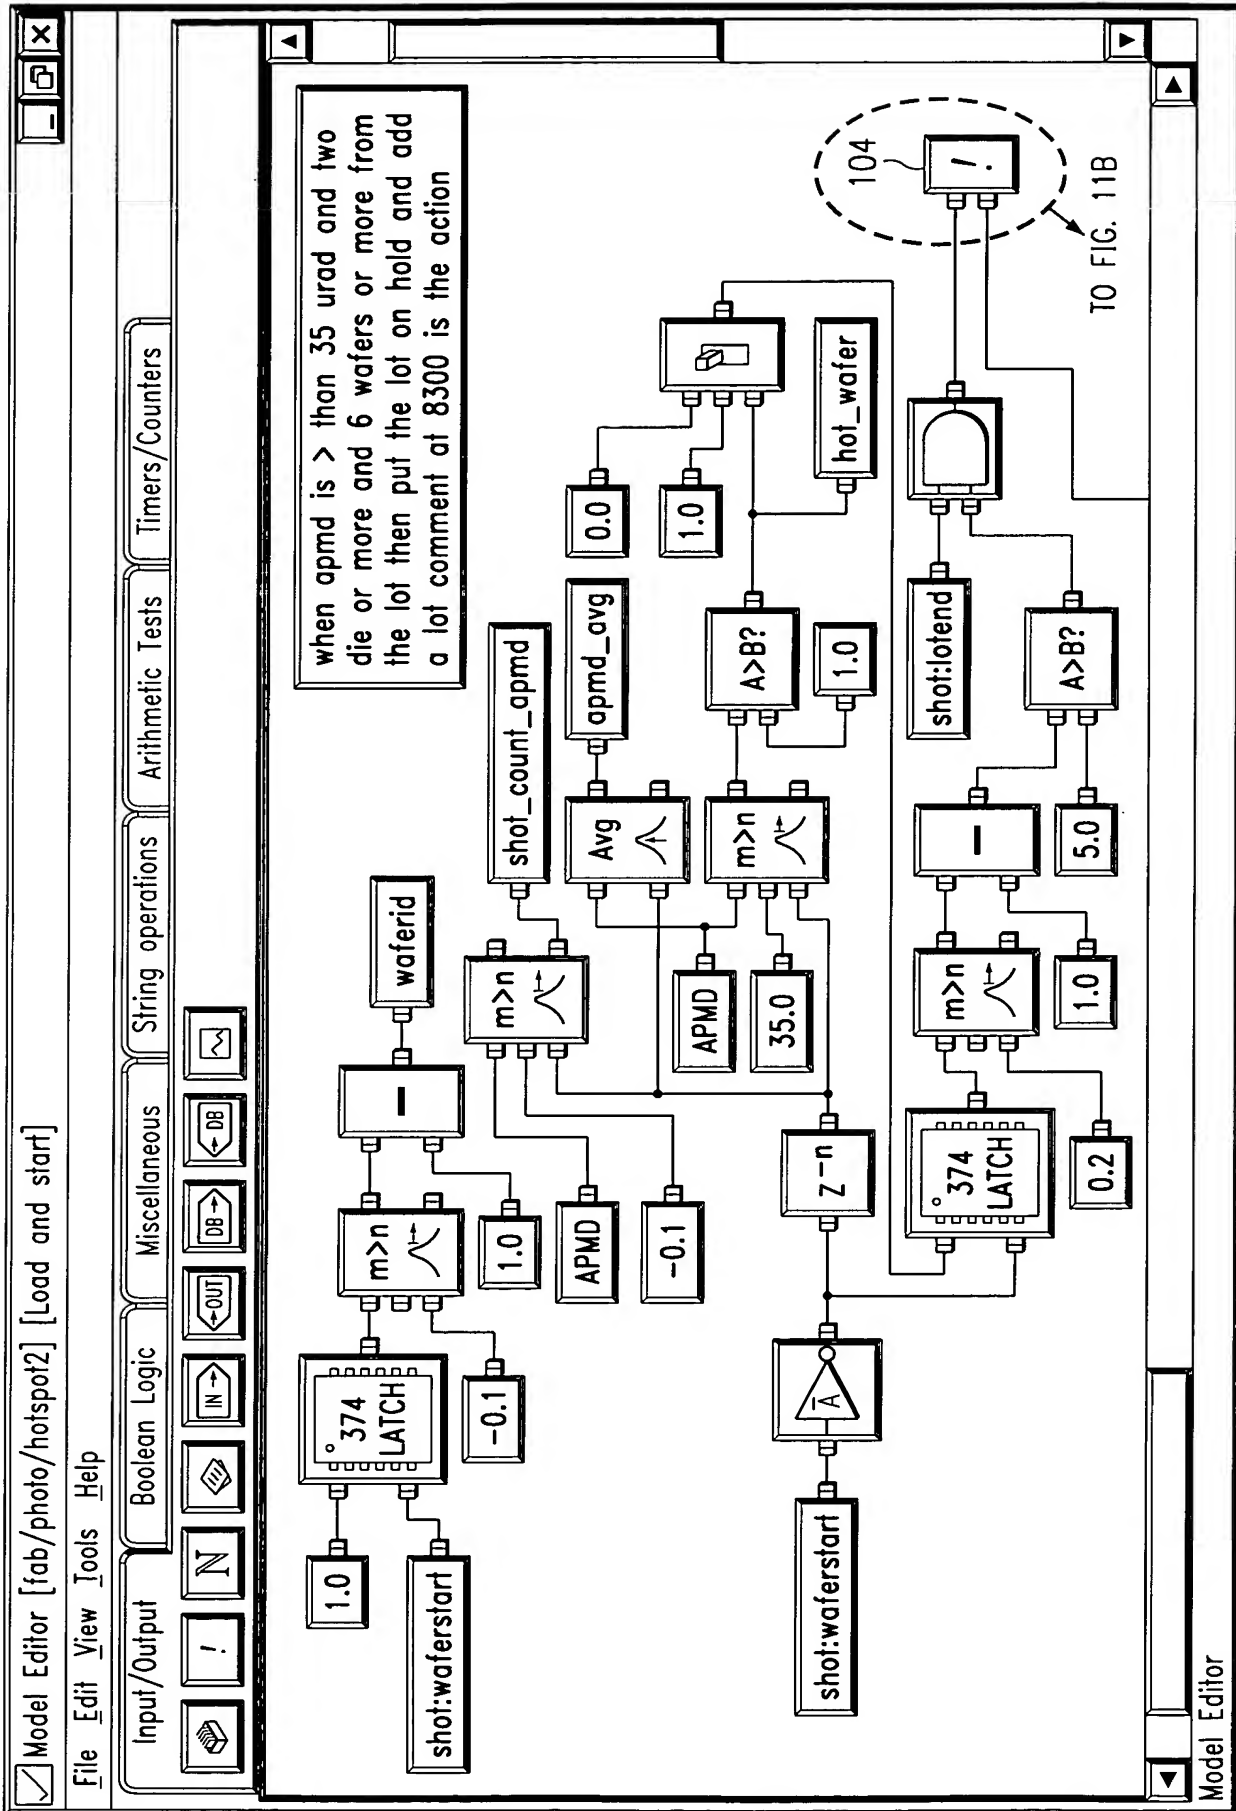 Model Editor [fab/photo/hotspot2] [Load and start]
File Edit View Tools Help
Input/Output Boolean Logic Miscellaneous String operations Arithmetic Tests Timers/Counters
! N IN OUT DB DB
when apmd is > than 35 urad and two
die or more and 6 wafers or more from
the lot then put the lot on hold and add
a lot comment at 8300 is the action
1.0
374
LATCH
m>n
waferid
shot:waferstart
-0.1
1.0
m>n
shot_count_apmd
APMD
-0.1
Avg
apmd_avg
0.0
APMD
1.0
35.0
m>n
A>B?
1.0
hot_wafer
shot:waferstart
A
Z-n
374
LATCH
0.2
m>n
1.0
5.0
A>B?
shot:lotend
104
!
TO FIG. 11B
Model Editor